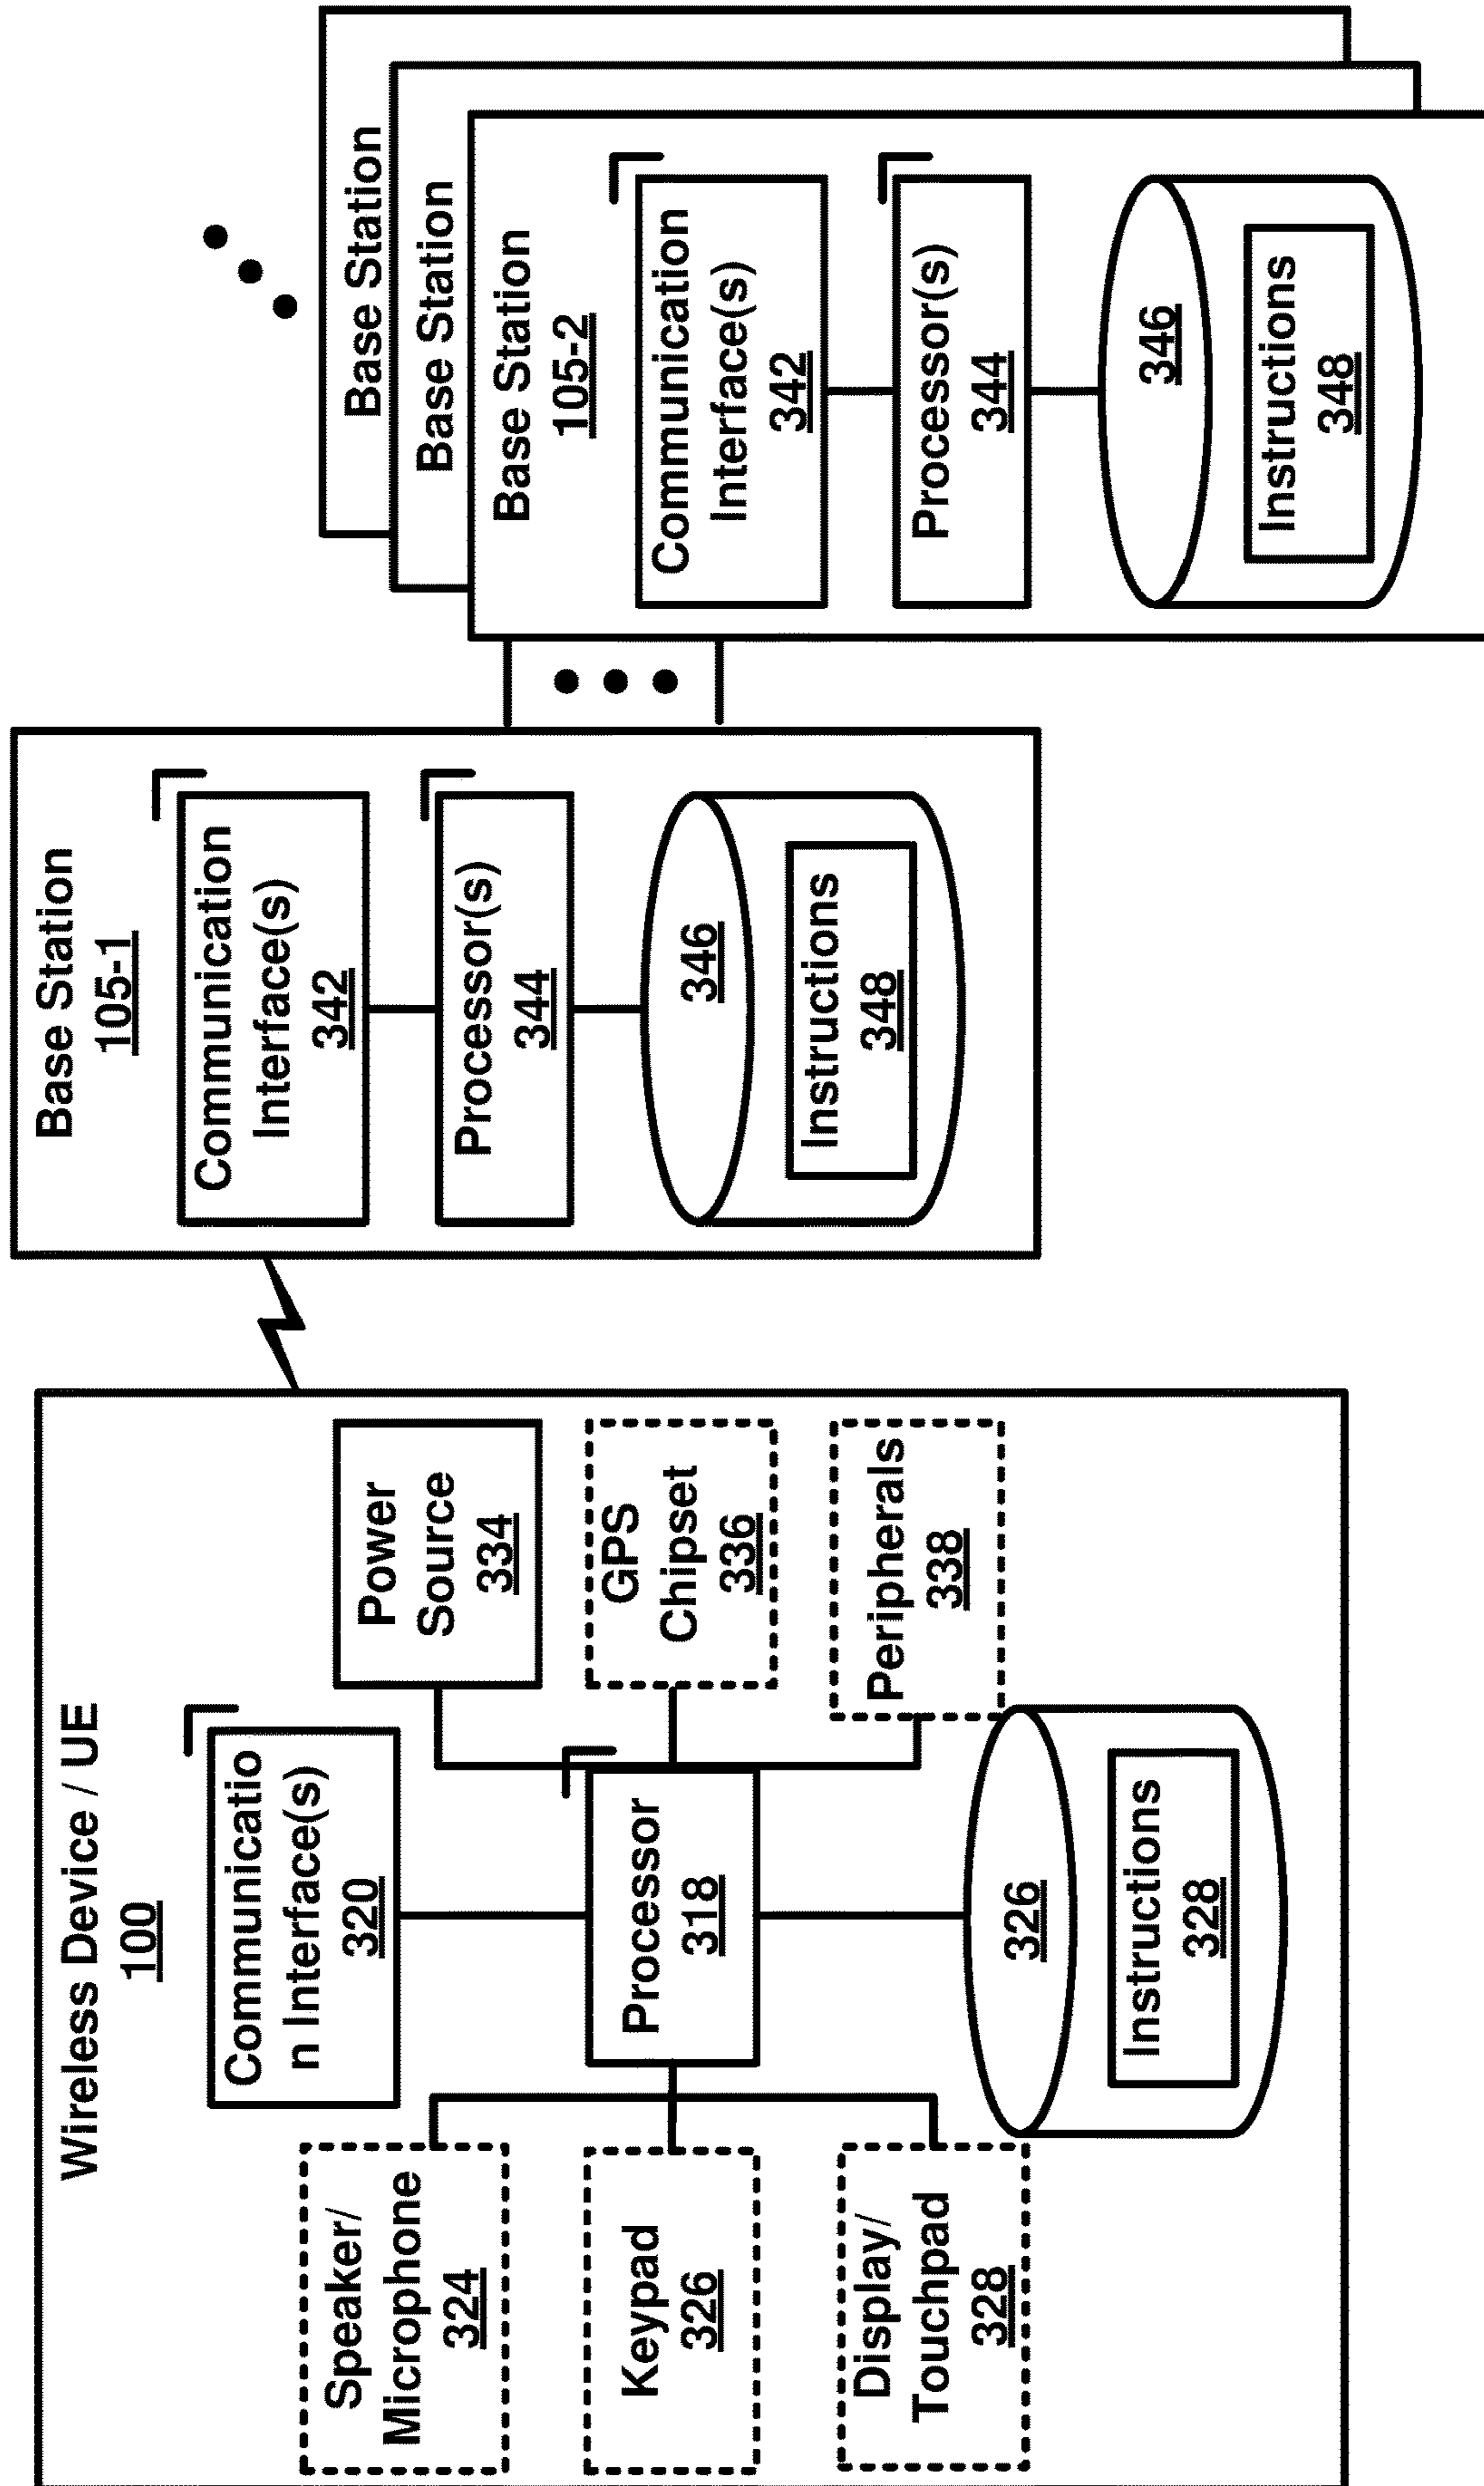 Wireless Device / UE
100
Communicatio
n Interface(s)
320
Speaker/
Microphone
324
Power
Source
334
Processor
318
Keypad
326
GPS
Chipset
336
Display/
Touchpad
328
Peripherals
338
326
Instructions
328
Base Station
105-1
Communication
Interface(s)
342
Processor(s)
344
346
Instructions
348
Base Station
Base Station
Base Station
105-2
Communication
Interface(s)
342
Processor(s)
344
346
Instructions
348